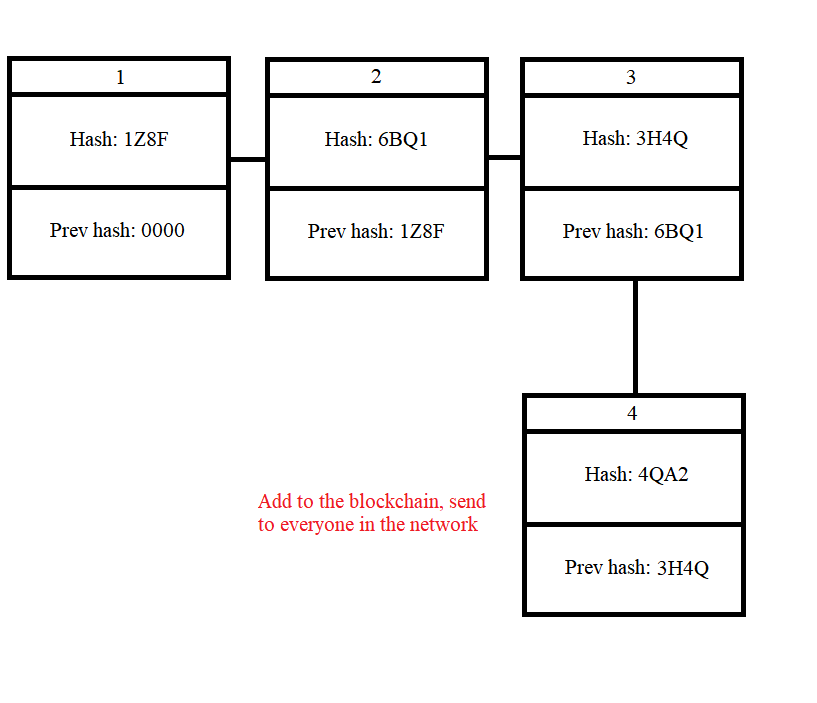 1
Hash: 1Z8F
Prev hash: 0000
2
Hash: 6BQ1
Prev hash: 1Z8F
3
Hash: 3H4Q
Prev hash: 6BQ1
4
Hash: 4QA2
Prev hash: 3H4Q
Add to the blockchain, send
to everyone in the network